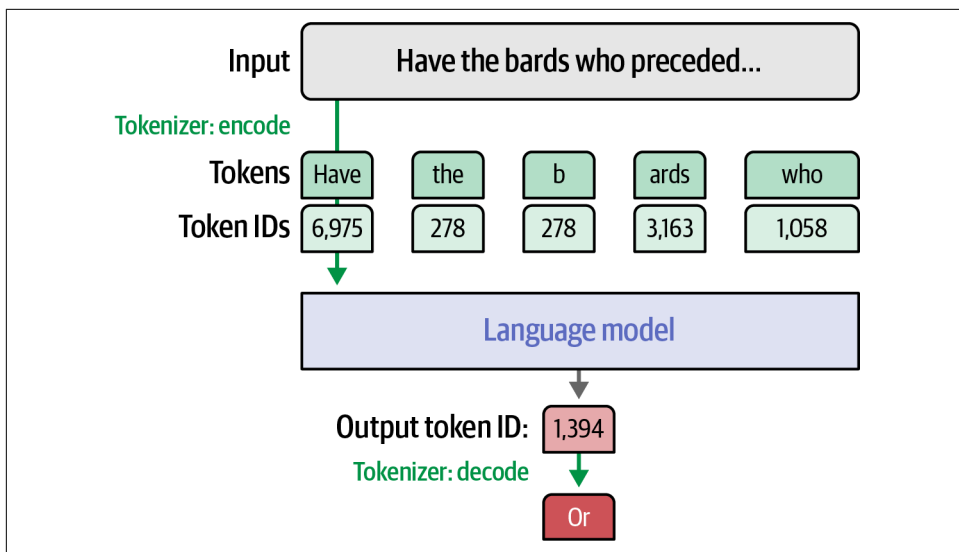 Input Have the bards who preceded...
Tokenizer: encode
Tokens Have the b ards who
Token IDs 6,975 278 278 3,163 1,058
Language model
Output token ID: 1,394
Tokenizer: decode
Or